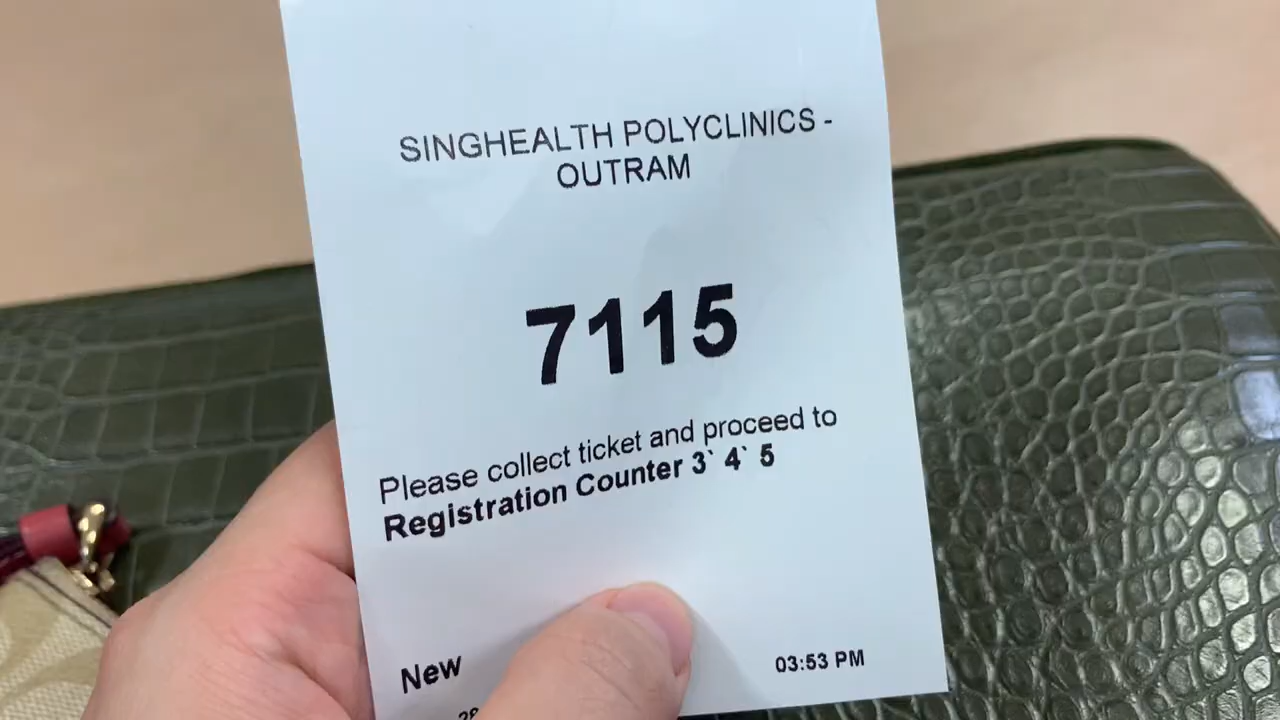 SINGHEALTH POLYCLINICS -
OUTRAM
7115
Please collect ticket and proceed to
Registration Counter 3` 4` 5
New
03:53 PM